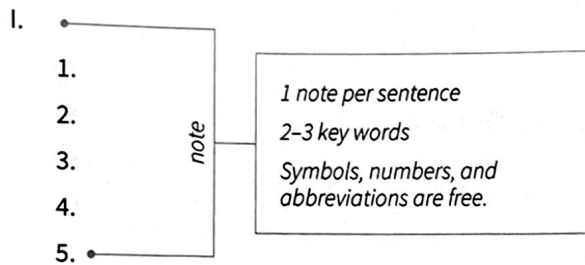 I.
1.
2.
3.
4.
5.
note
1 note per sentence
2–3 key words
Symbols, numbers, and
abbreviations are free.